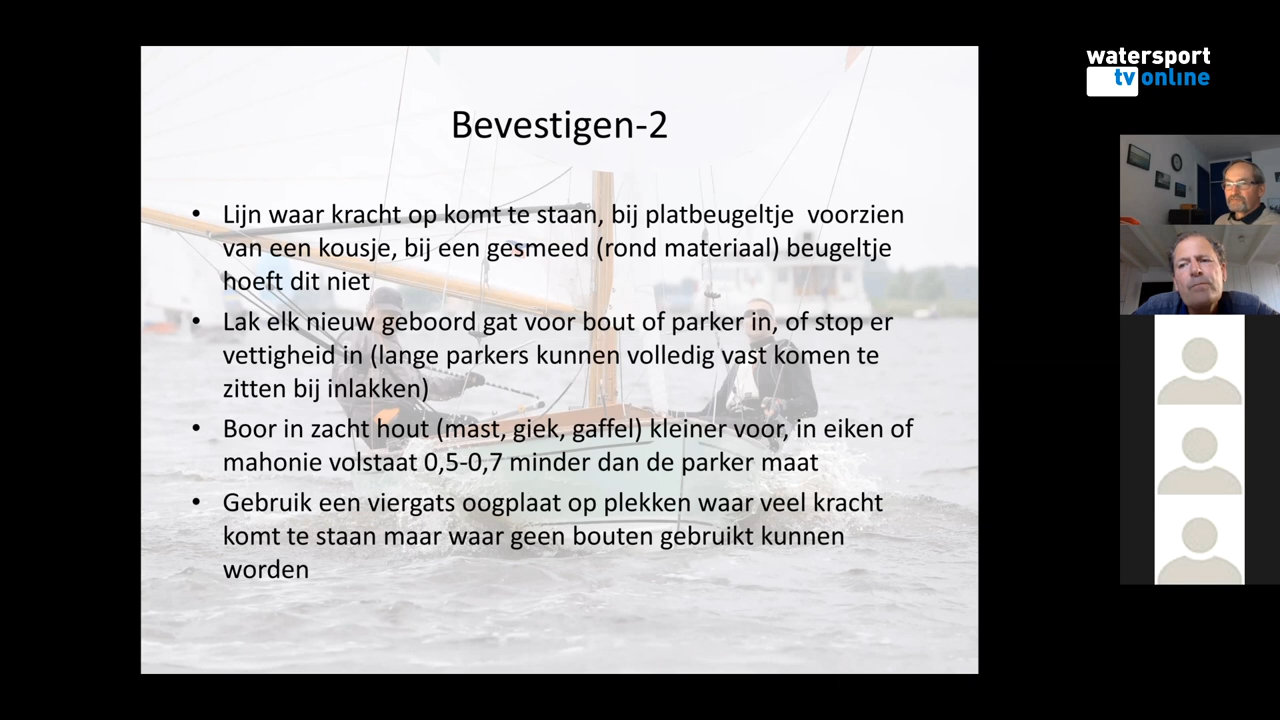 Bevestigen-2
• Lijn waar kracht op komt te staan, bij platbeugeltje voorzien
van een kousje, bij een gesmeed (rond materiaal) beugeltje
hoeft dit niet
• Lak elk nieuw geboord gat voor bout of parker in, of stop er
vettigheid in (lange parkers kunnen volledig vast komen te
zitten bij inlakken)
• Boor in zacht hout (mast, giek, gaffel) kleiner voor, in eiken of
mahonie volstaat 0,5-0,7 minder dan de parker maat
• Gebruik een viergats oogplaat op plekken waar veel kracht
komt te staan maar waar geen bouten gebruikt kunnen
worden
watersport
tv online